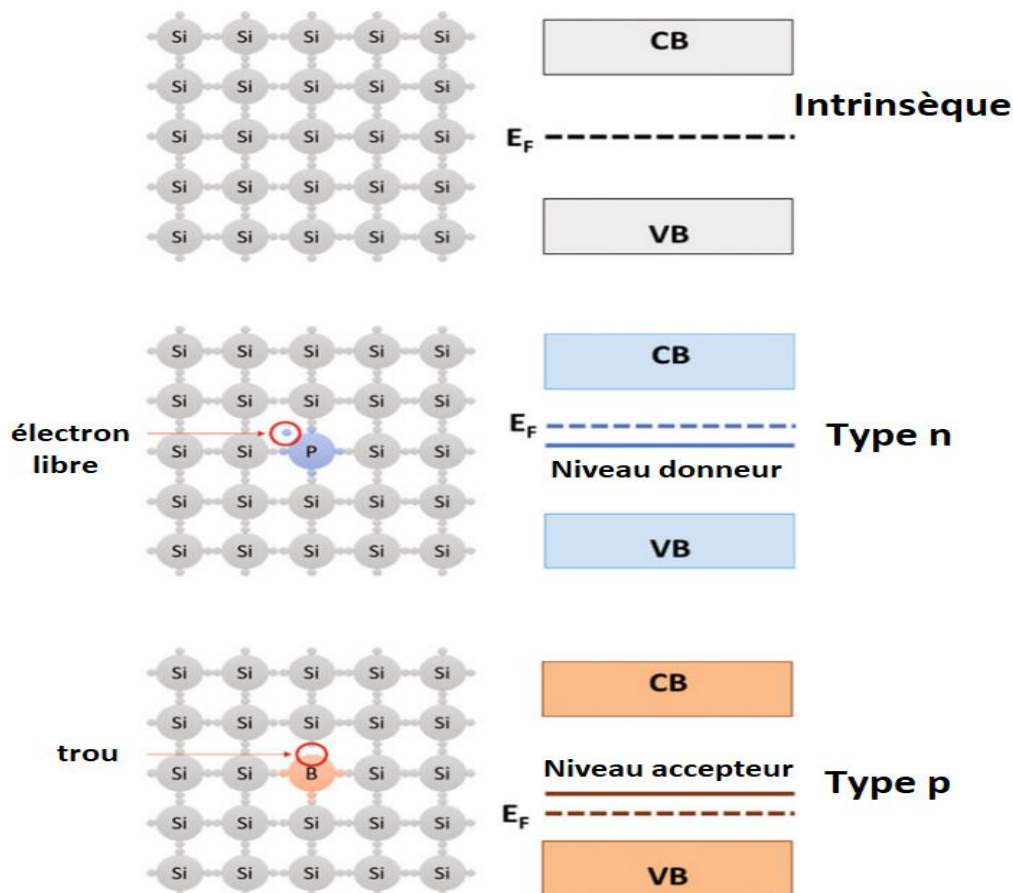 Si Si Si Si Si
Si Si Si Si Si
Si Si Si Si Si
Si Si Si Si Si
Si Si Si Si Si
CB
Intrinsèque
E_F
VB
Si Si Si Si Si
Si Si Si Si Si
Si Si P Si Si
Si Si Si Si Si
Si Si Si Si Si
électron
libre
CB
E_F
Type n
Niveau donneur
VB
Si Si Si Si Si
Si Si Si Si Si
Si Si B Si Si
Si Si Si Si Si
Si Si Si Si Si
trou
CB
Niveau accepteur
Type p
E_F
VB